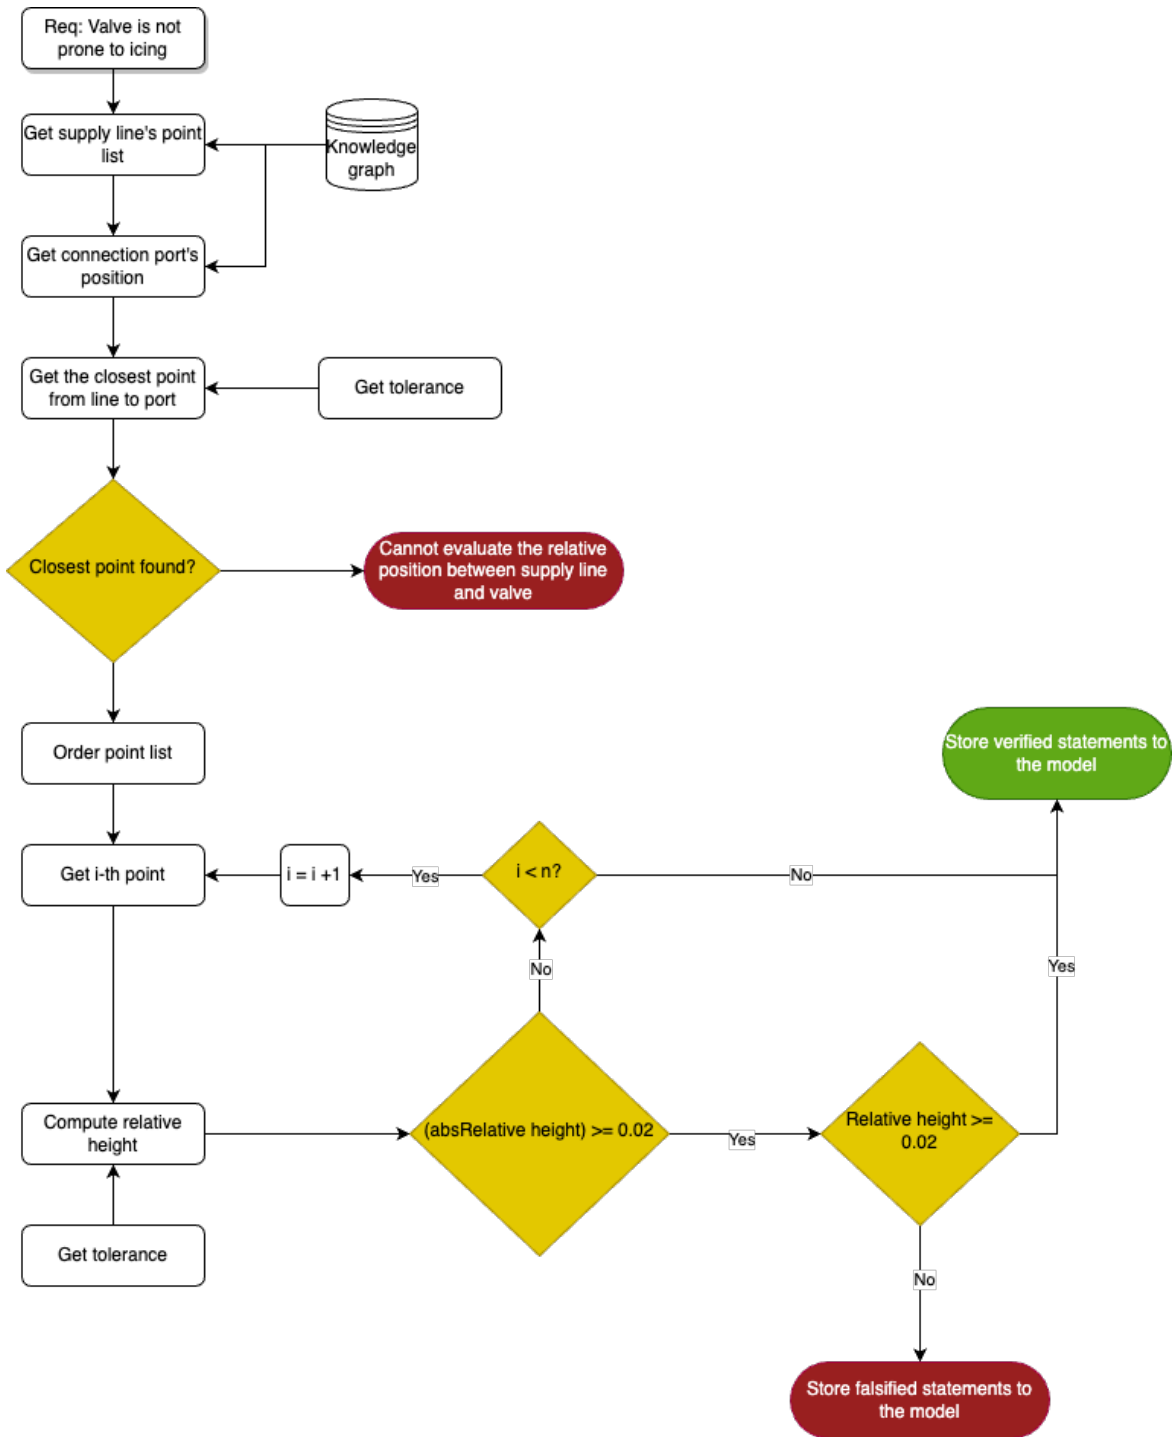 Req: Valve is not
prone to icing
Get supply line's point
list
Knowledge
graph
Get connection port's
position
Get the closest point
from line to port
Get tolerance
Closest point found?
Cannot evaluate the relative
position between supply line
and valve
Order point list
Store verified statements to
the model
Get i-th point
i = i +1
Yes
i < n?
No
No
Yes
Compute relative
height
(absRelative height) >= 0.02
Yes
Relative height >=
0.02
Get tolerance
No
Store falsified statements to
the model